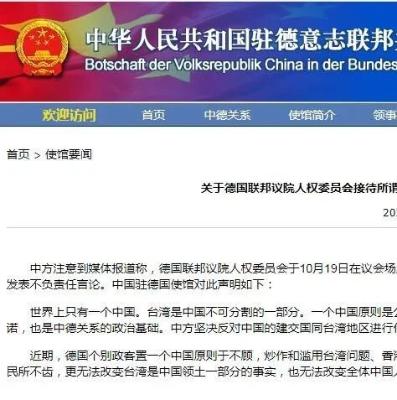 中华人民共和国驻德意志联邦
Botschaft der Volksrepublik China in der Bundes
欢迎访问 首页 中德关系 使馆简介 领事
首页 > 使馆要闻
关于德国联邦议院人权委员会接待所谓
20
中方注意到媒体报道称，德国联邦议院人权委员会于10月19日在议会场
发表不负责任言论。中国驻德国使馆对此声明如下：
世界上只有一个中国。台湾是中国不可分割的一部分。一个中国原则是公
诺，也是中德关系的政治基础。中方坚决反对中国的建交国同台湾地区进行
近期，德国个别政客置一个中国原则于不顾，炒作和滥用台湾问题、香
民所不齿，更无法改变台湾是中国领土一部分的事实，也无法改变全体中国